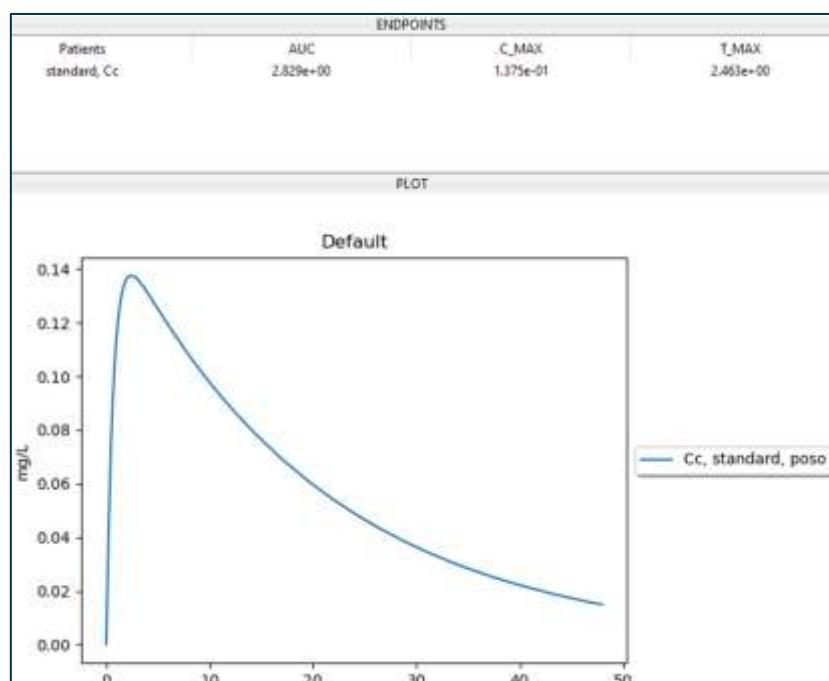 ENDPOINTS
Patients AUC C_MAX T_MAX
standard, Cc 2.829e+00 1.375e-01 2.463e+00
PLOT
Default
0.14
0.12
0.10
0.08
0.06
0.04
0.02
0.00
mg/L
Cc, standard, poso
0 10 20 30 40 50